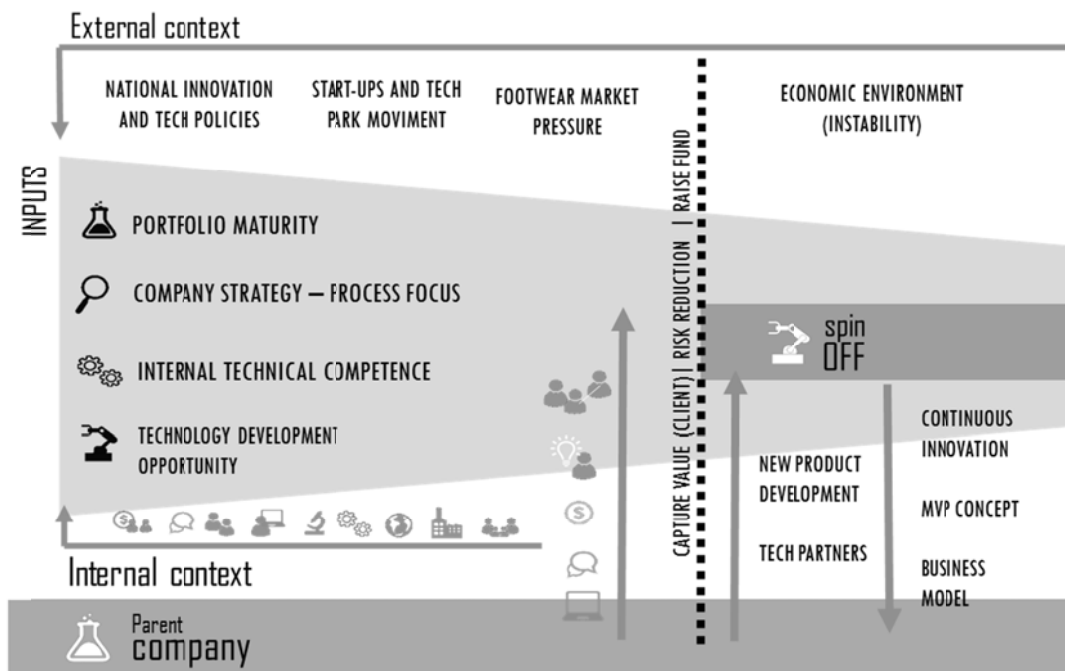 External context
NATIONAL INNOVATION
AND TECH POLICIES
START-UPS AND TECH
PARK MOVIMENT
FOOTWEAR MARKET
PRESSURE
ECONOMIC ENVIRONMENT
(INSTABILITY)
INPUTS
PORTFOLIO MATURITY
COMPANY STRATEGY – PROCESS FOCUS
INTERNAL TECHNICAL COMPETENCE
TECHNOLOGY DEVELOPMENT
OPPORTUNITY
CAPTURE VALUE (CLIENT) | RISK REDUCTION | RAISE FUND
spin
OFF
NEW PRODUCT
DEVELOPMENT
TECH PARTNERS
CONTINUOUS
INNOVATION
MVP CONCEPT
BUSINESS
MODEL
Internal context
Parent
company